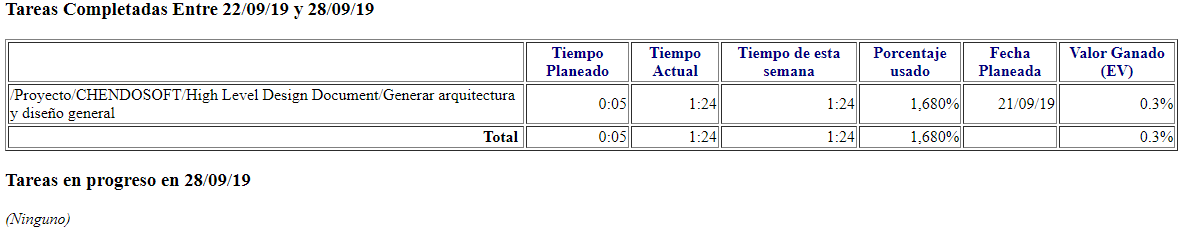 Tareas Completadas Entre 22/09/19 y 28/09/19
Tiempo Planeado Tiempo Actual Tiempo de esta semana Porcentaje usado Fecha Planeada Valor Ganado (EV)
/Proyecto/CHENDOSOFT/High Level Design Document/Generar arquitectura y diseño general 0:05 1:24 1:24 1,680% 21/09/19 0.3%
Total 0:05 1:24 1:24 1,680% 0.3%
Tareas en progreso en 28/09/19
(Ninguno)